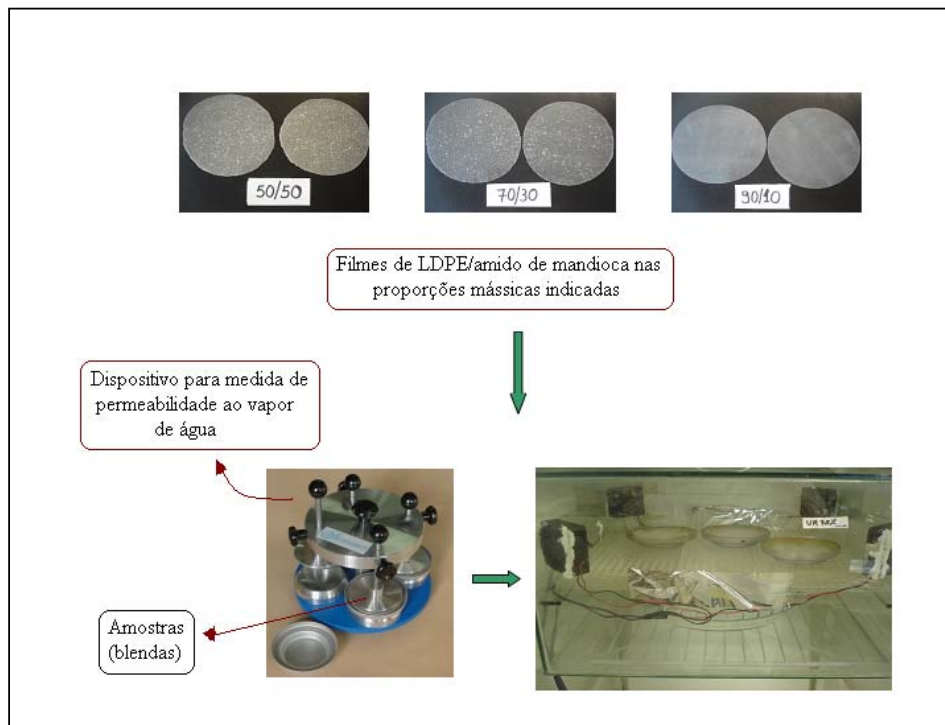 50/50
70/30
90/10
Filmes de LDPE/amido de mandioca nas
proporções mássicas indicadas
Dispositivo para medida de
permeabilidade ao vapor
de água
Amostras
(blendas)